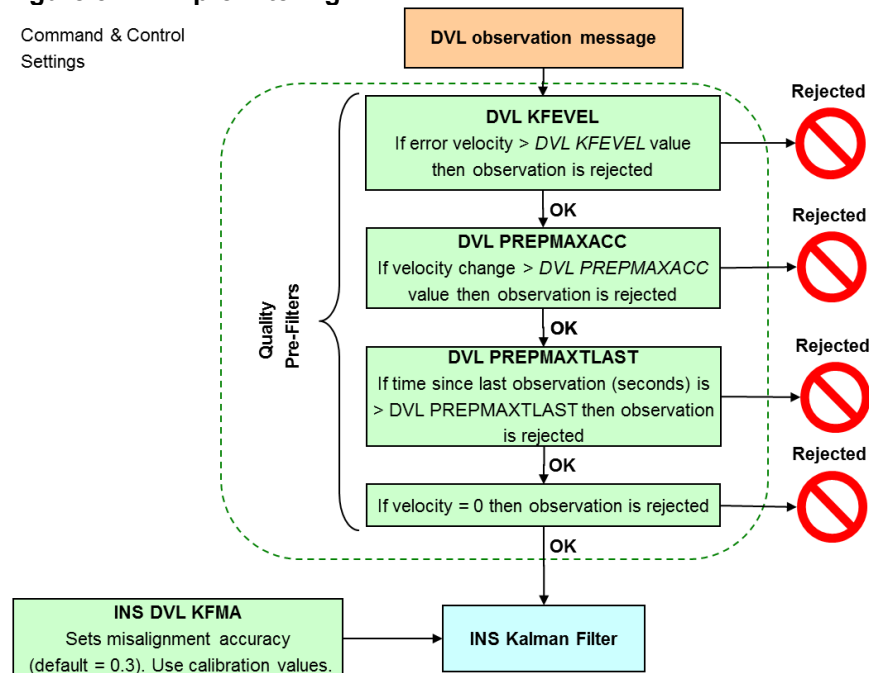 Command & Control
Settings
DVL observation message
Rejected
DVL KFEVEL
If error velocity > DVL KFEVEL value
then observation is rejected
OK
Rejected
DVL PREPMAXACC
If velocity change > DVL PREPMAXACC
value then observation is rejected
Quality
Pre-Filters
OK
Rejected
DVL PREPMAXTLAST
If time since last observation (seconds) is
> DVL PREPMAXTLAST then observation
is rejected
OK
Rejected
If velocity = 0 then observation is rejected
OK
INS DVL KFMA
Sets misalignment accuracy
(default = 0.3). Use calibration values.
INS Kalman Filter